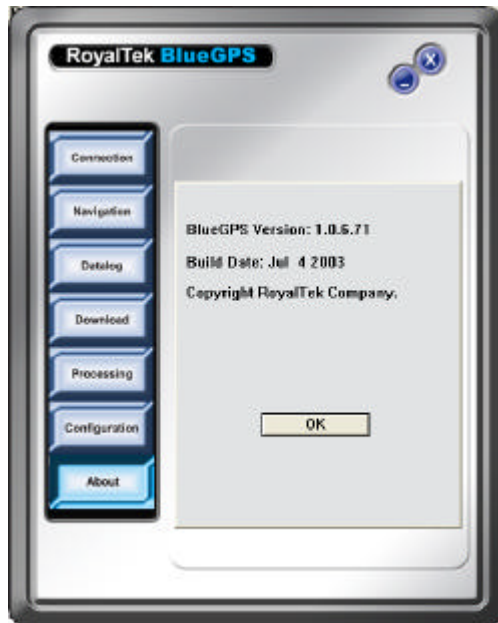 RoyalTek BlueGPS
X
Connection
Navigation
Datalog
Download
Processing
Configuration
About
BlueGPS Version: 1.0.6.71
Build Date: Jul 4 2003
Copyright RoyalTek Company.
OK